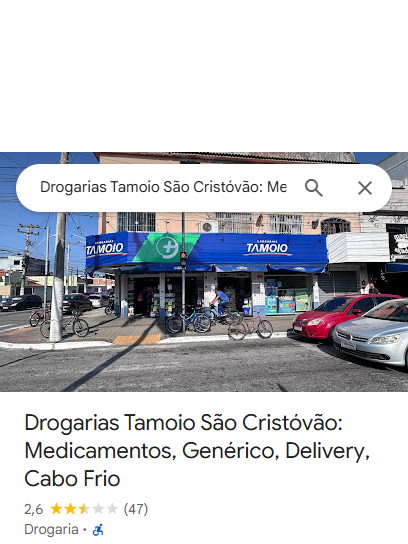 Drogarias Tamoio São Cristóvão: Me
DROGARIAS
TAMOIO
DROGARIAS
TAMOIO
Drogarias Tamoio São Cristóvão:
Medicamentos, Genérico, Delivery,
Cabo Frio
2,6 (47)
Drogaria ·